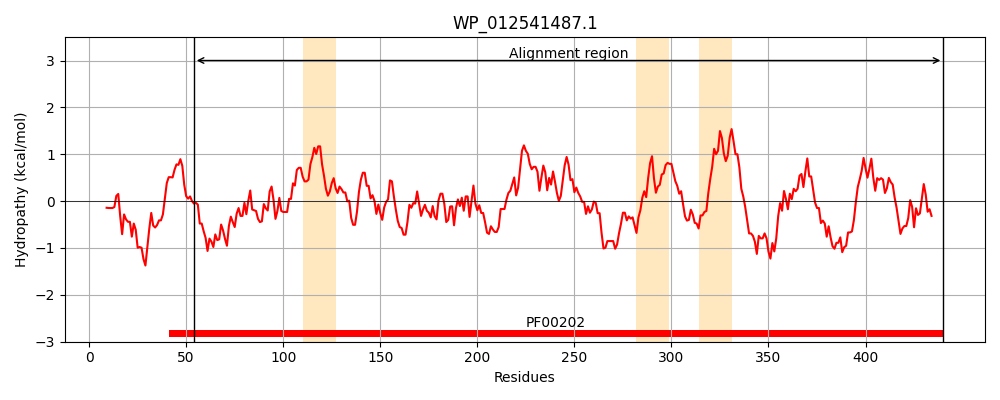 WP_012541487.1
Alignment region
Hydropathy (kcal/mol)
3
2
1
0
−1
−2
−3
PF00202
0 50 100 150 200 250 300 350 400
Residues